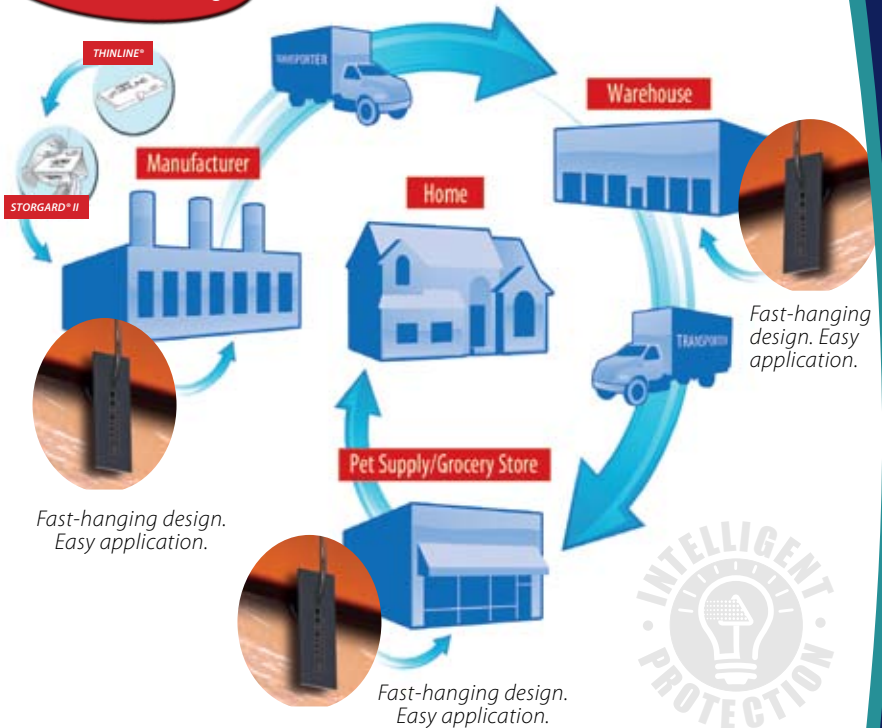 THINLINE®
TRANSPORTER
Warehouse
Manufacturer
Home
STORGARD® II
Fast-hanging
design. Easy
application.
TRANSPORTER
Pet Supply/Grocery Store
Fast-hanging design.
Easy application.
INTELLIGENT
PROTECTION
Fast-hanging design.
Easy application.